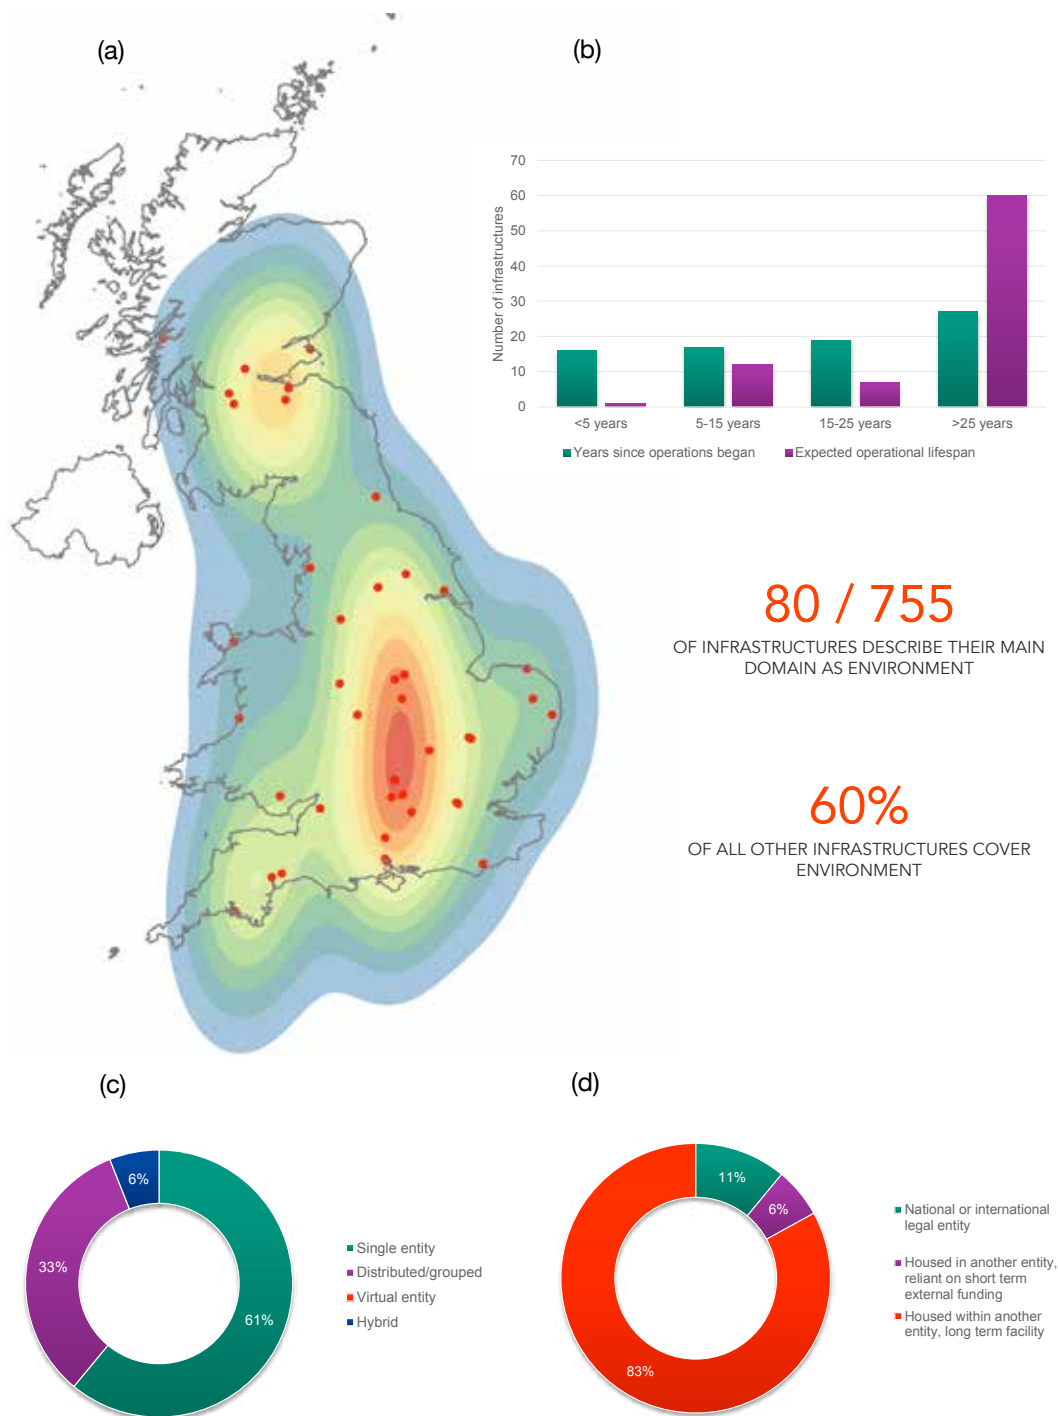 (a)
(b)
Number of infrastructures
70
60
50
40
30
20
10
0
<5 years
5-15 years
15-25 years
>25 years
Years since operations began
Expected operational lifespan
80 / 755
OF INFRASTRUCTURES DESCRIBE THEIR MAIN
DOMAIN AS ENVIRONMENT
60%
OF ALL OTHER INFRASTRUCTURES COVER
ENVIRONMENT
(c)
6%
33%
61%
Single entity
Distributed/grouped
Virtual entity
Hybrid
(d)
11%
6%
83%
National or international
legal entity
Housed in another entity,
reliant on short term
external funding
Housed within another
entity, long term facility